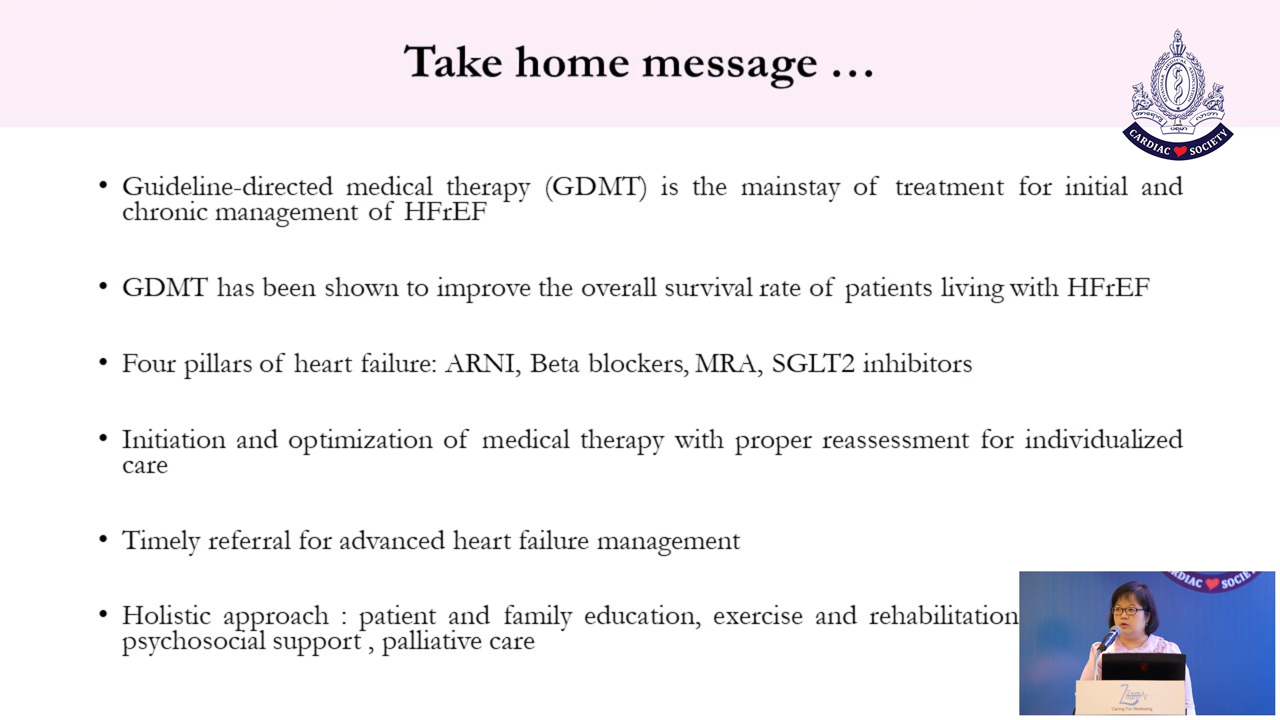 Take home message ...
CARDIAC SOCIETY
• Guideline-directed medical therapy (GDMT) is the mainstay of treatment for initial and
chronic management of HFrEF
• GDMT has been shown to improve the overall survival rate of patients living with HFrEF
• Four pillars of heart failure: ARNI, Beta blockers, MRA, SGLT2 inhibitors
• Initiation and optimization of medical therapy with proper reassessment for individualized
care
• Timely referral for advanced heart failure management
• Holistic approach : patient and family education, exercise and rehabilitation
psychosocial support , palliative care
Caring For Wellbeing